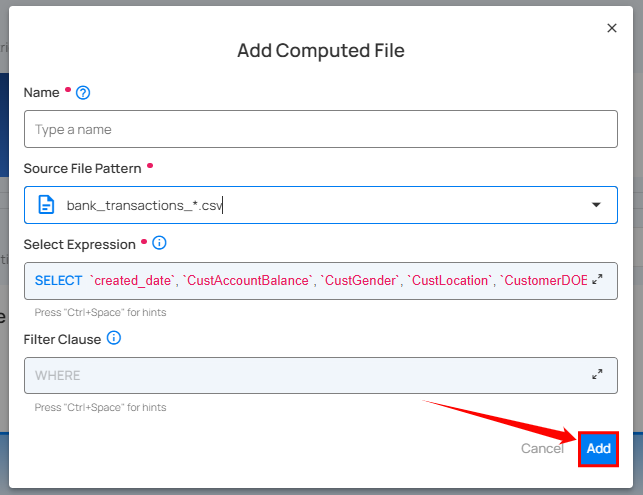 Add Computed File
Name
Type a name
Source File Pattern
bank_transactions_*.csv
Select Expression
SELECT `created_date`, `CustAccountBalance`, `CustGender`, `CustLocation`, `CustomerDOB
Press "Ctrl+Space" for hints
Filter Clause
WHERE
Press "Ctrl+Space" for hints
Cancel Add